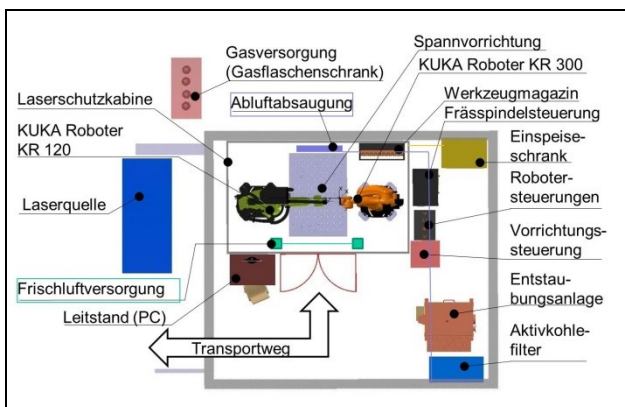 Gasversorgung
(Gasflaschenschrank)
Laserschutzkabine
Abluftabsaugung
KUKA Roboter
KR 120
Laserquelle
Frischluftversorgung
Leitstand (PC)
Transportweg
Spannvorrichtung
KUKA Roboter KR 300
Werkzeugmagazin
Frässpindelsteuerung
Einspeise-
schrank
Roboter-
steuerungen
Vorrichtungs-
steuerung
Entstau-
bungsanlage
Aktivkohle-
filter